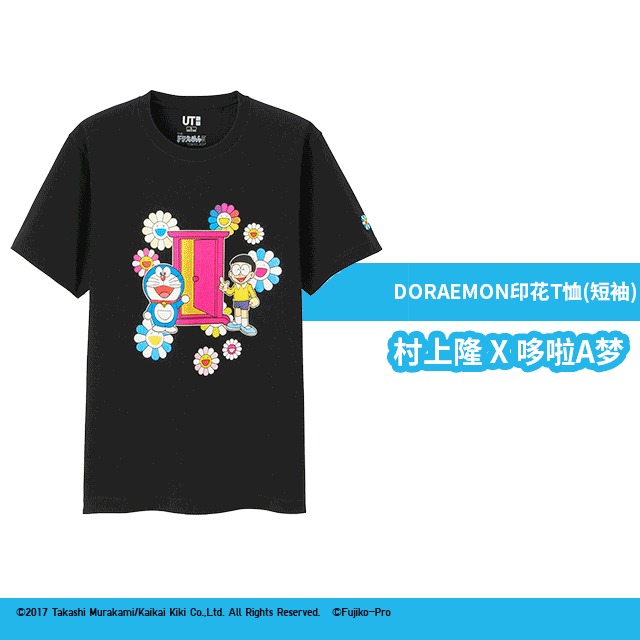 UT
DORAEMON印花T恤(短袖)
村上隆 X 哆啦A梦
©2017 Takashi Murakami/Kaikai Kiki Co.,Ltd. All Rights Reserved. ©Fujiko-Pro